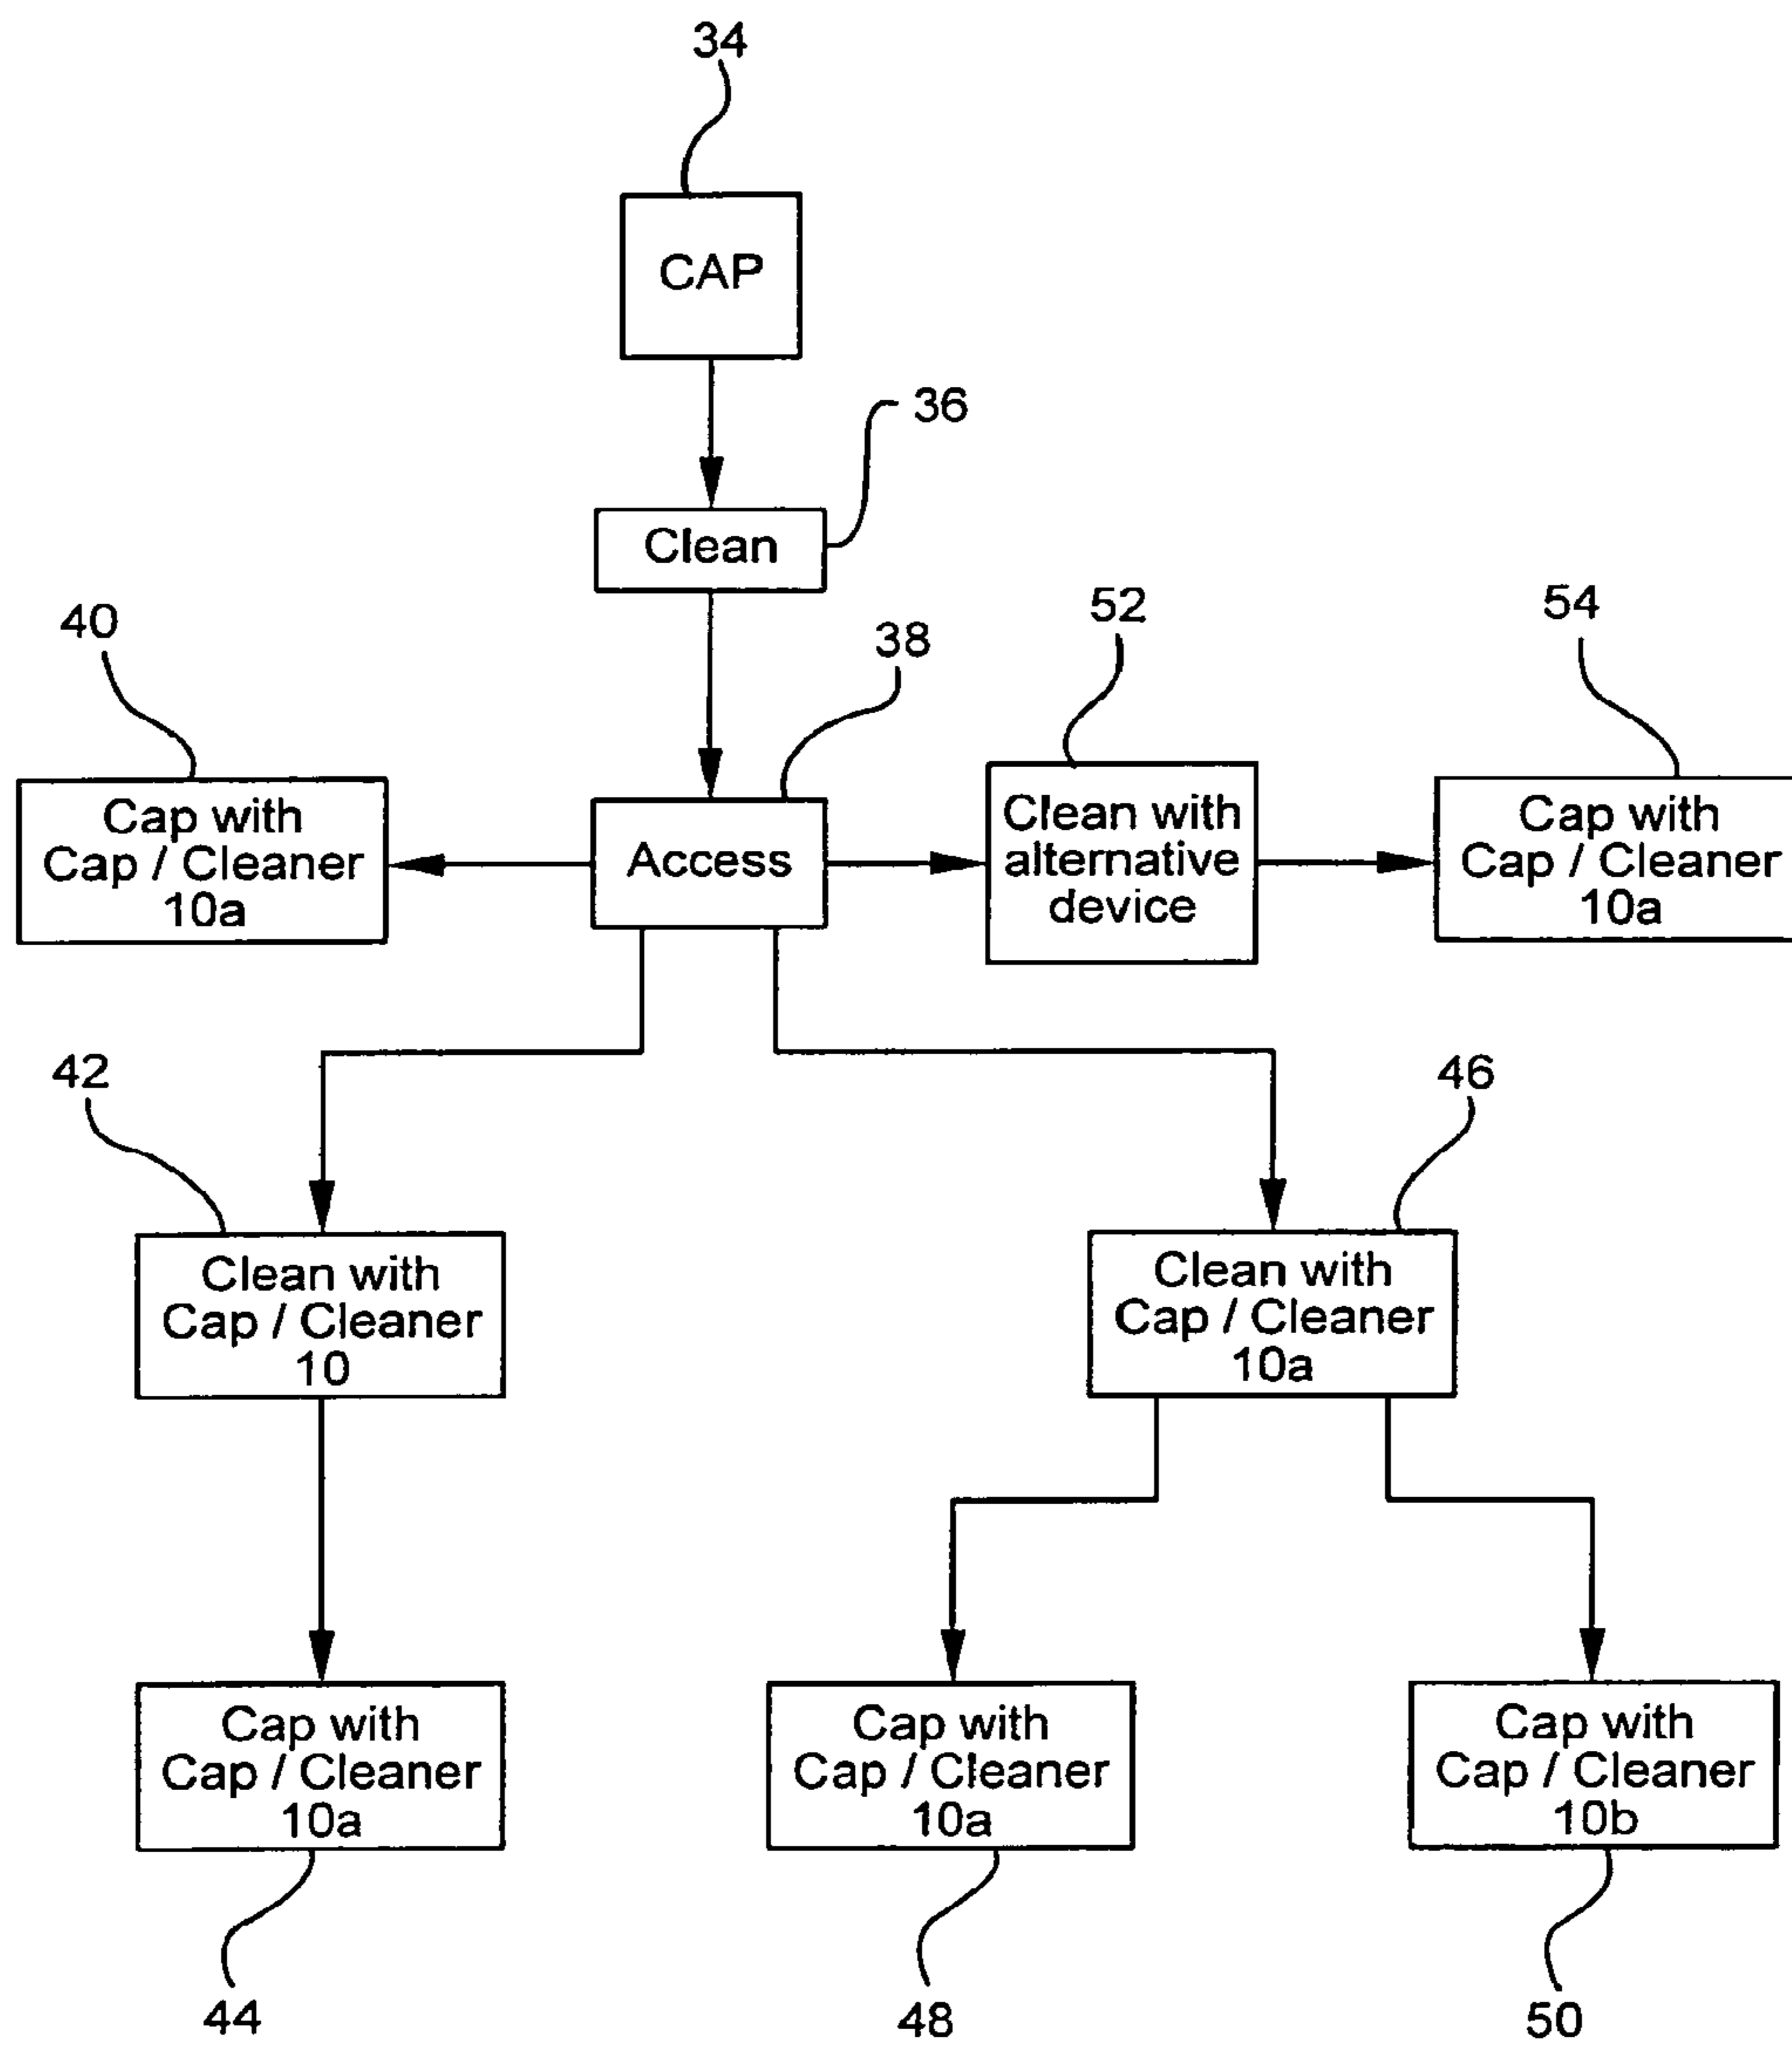 34
CAP
36
Clean
40
38
52
54
Cap with
Cap / Cleaner
10a
Access
Clean with
alternative
device
Cap with
Cap / Cleaner
10a
42
46
Clean with
Cap / Cleaner
10
Clean with
Cap / Cleaner
10a
Cap with
Cap / Cleaner
10a
Cap with
Cap / Cleaner
10a
Cap with
Cap / Cleaner
10b
44
48
50